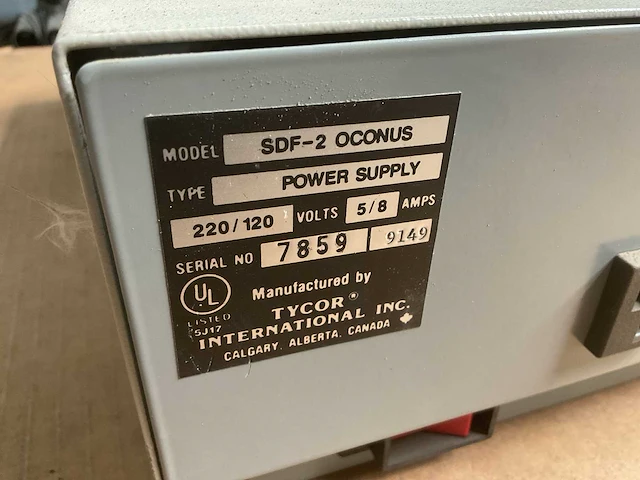 MODEL SDF-2 OCONUS
TYPE POWER SUPPLY
220/120 VOLTS 5/8 AMPS
SERIAL NO 7859 9149
UL
LISTED
5J17
Manufactured by
TYCOR®
INTERNATIONAL INC.
CALGARY, ALBERTA, CANADA